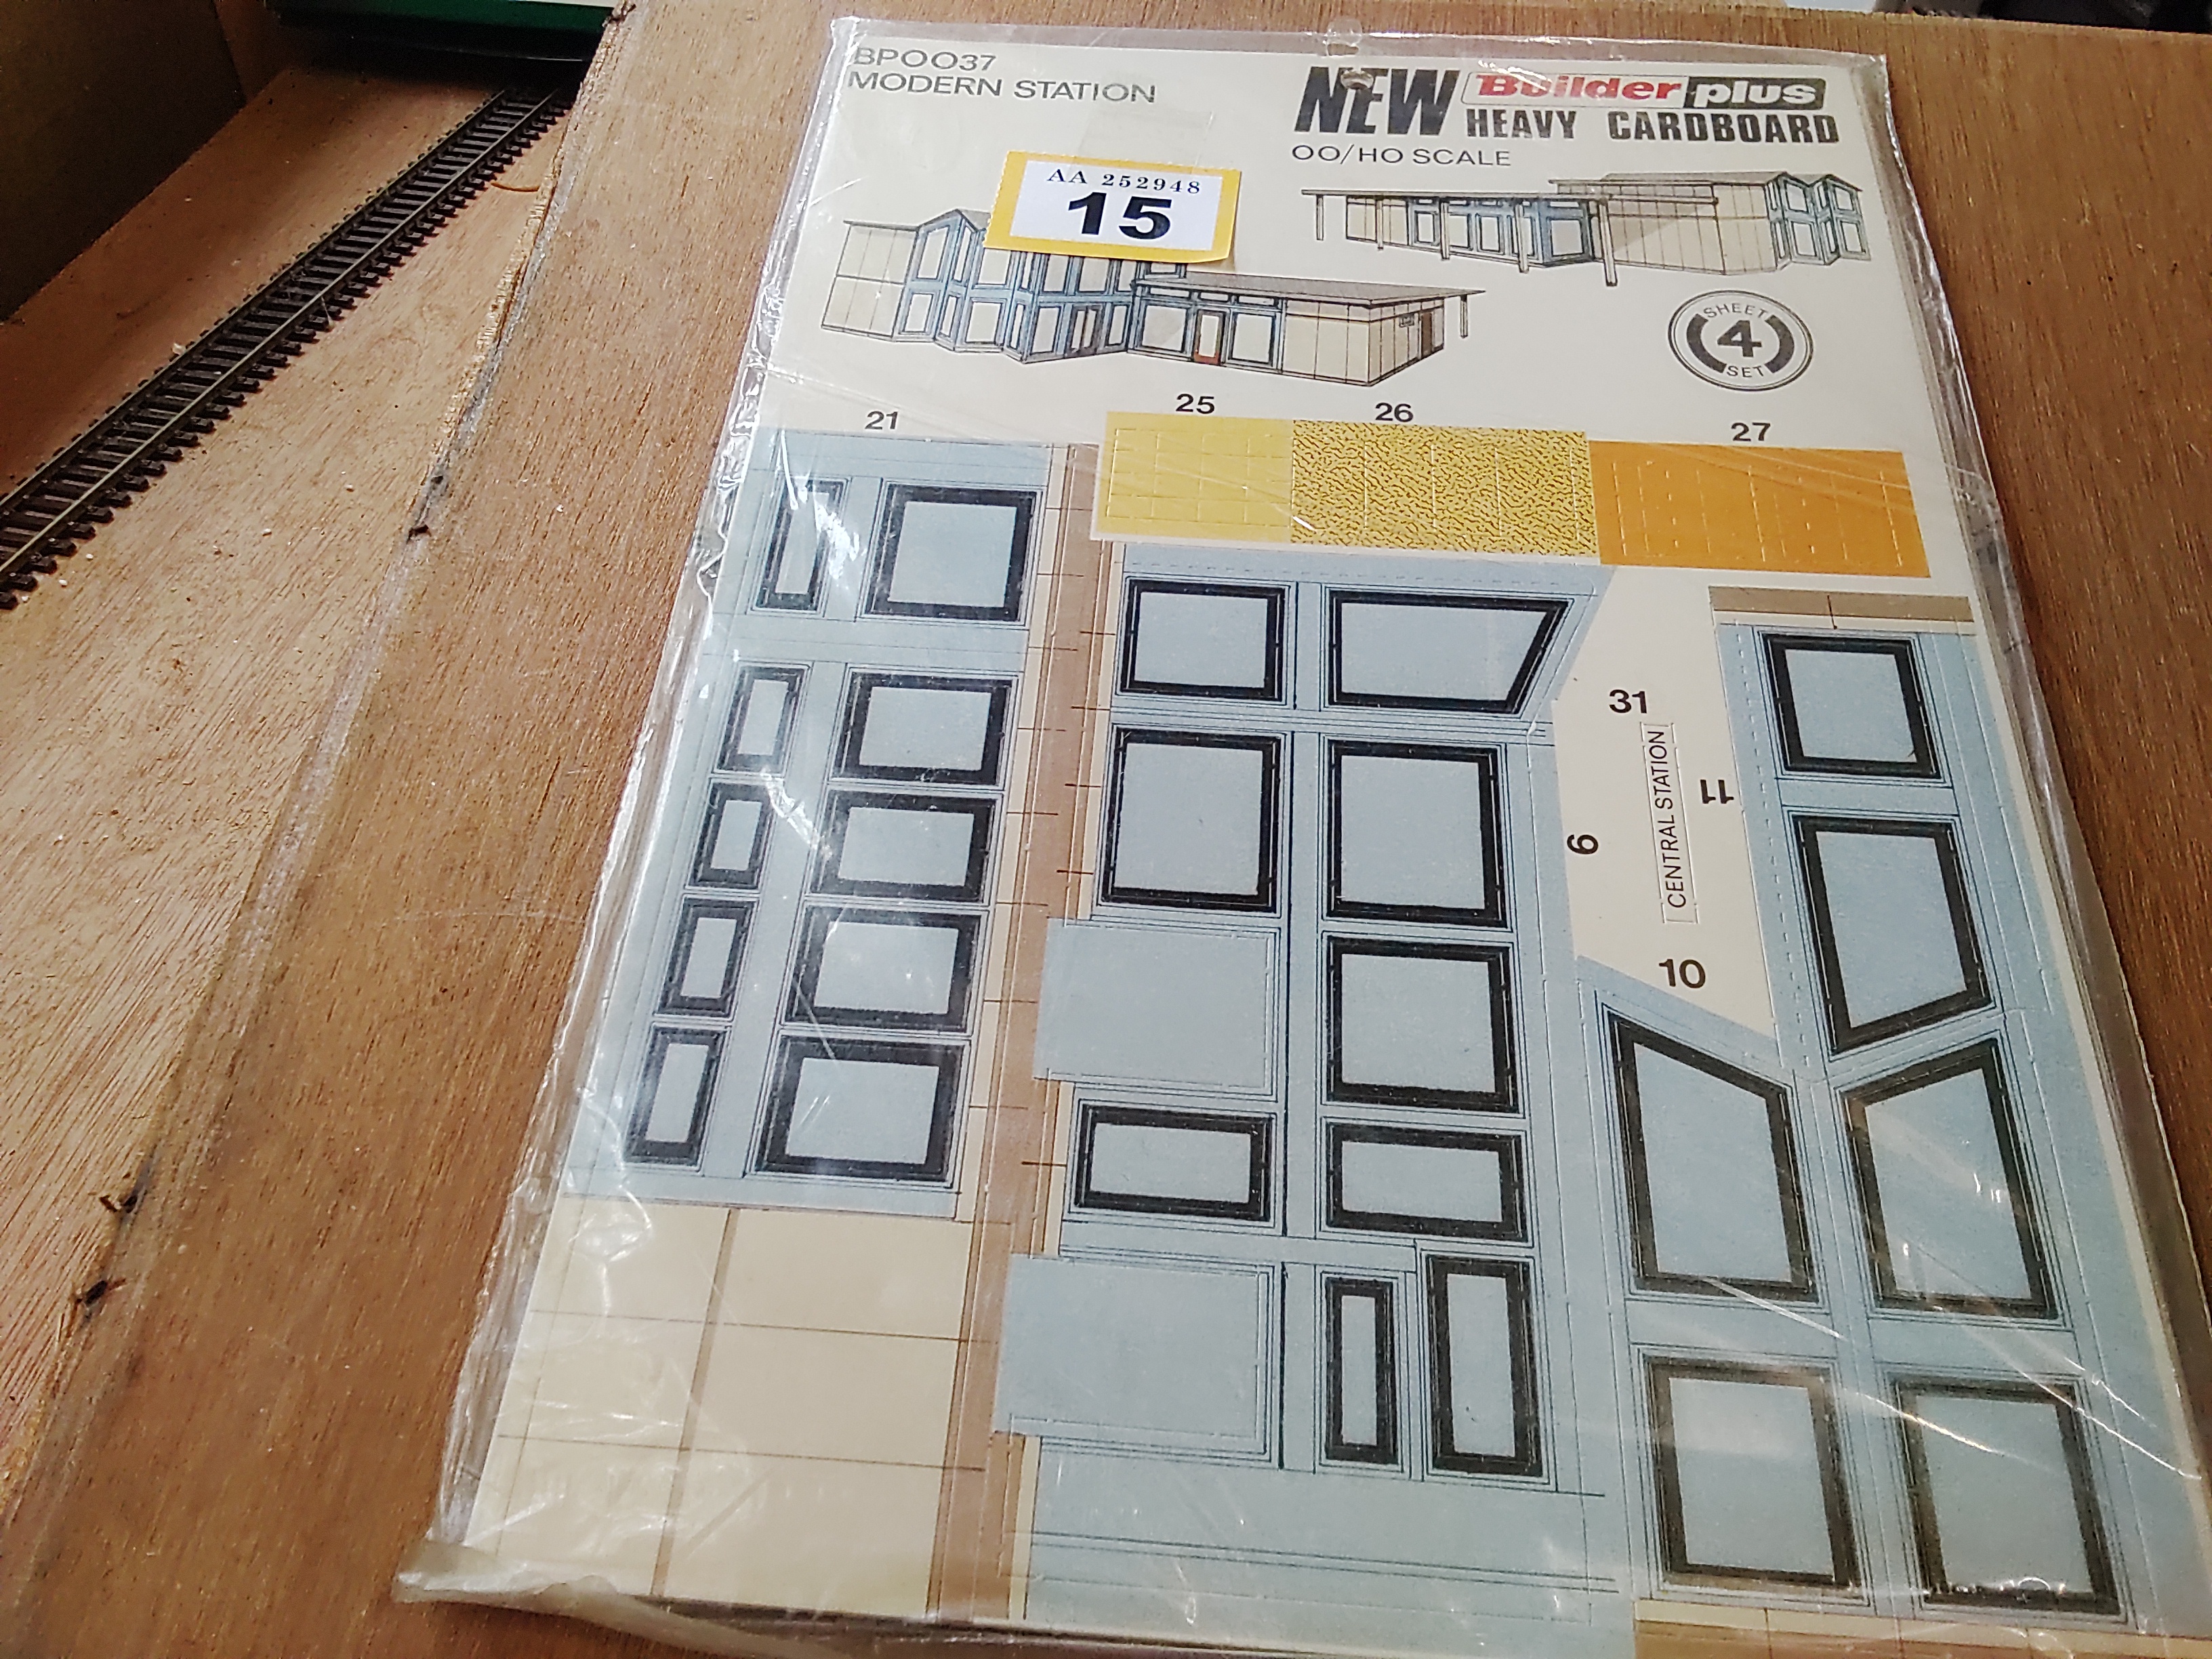 BPOO37
MODERN STATION
NEW Builder plus
HEAVY CARDBOARD
OO/HO SCALE
AA 252948
15
SHEET
4
SET
21
25
26
27
31
CENTRAL STATION
11
6
10